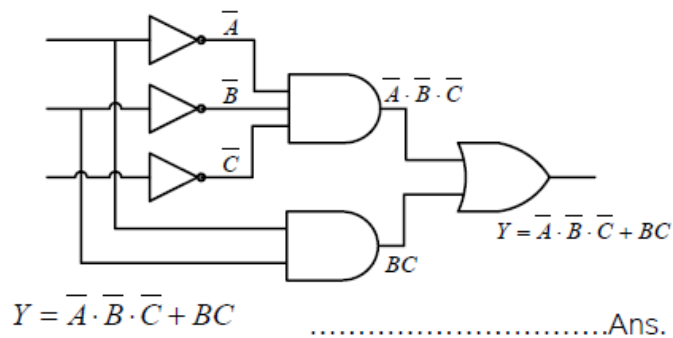 A̅
B̅
A̅ · B̅ · C̅
C̅
Y = A̅ · B̅ · C̅ + BC
BC
Y = A̅ · B̅ · C̅ + BC ...............................Ans.